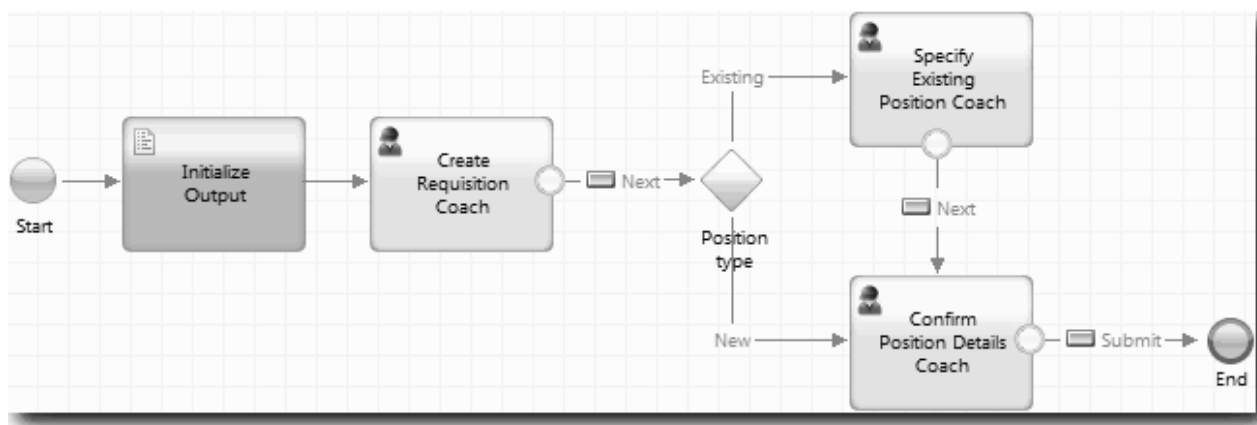 Start
Initialize
Output
Create
Requisition
Coach
Next
Position
type
Existing
Specify
Existing
Position Coach
Next
New
Confirm
Position Details
Coach
Submit
End